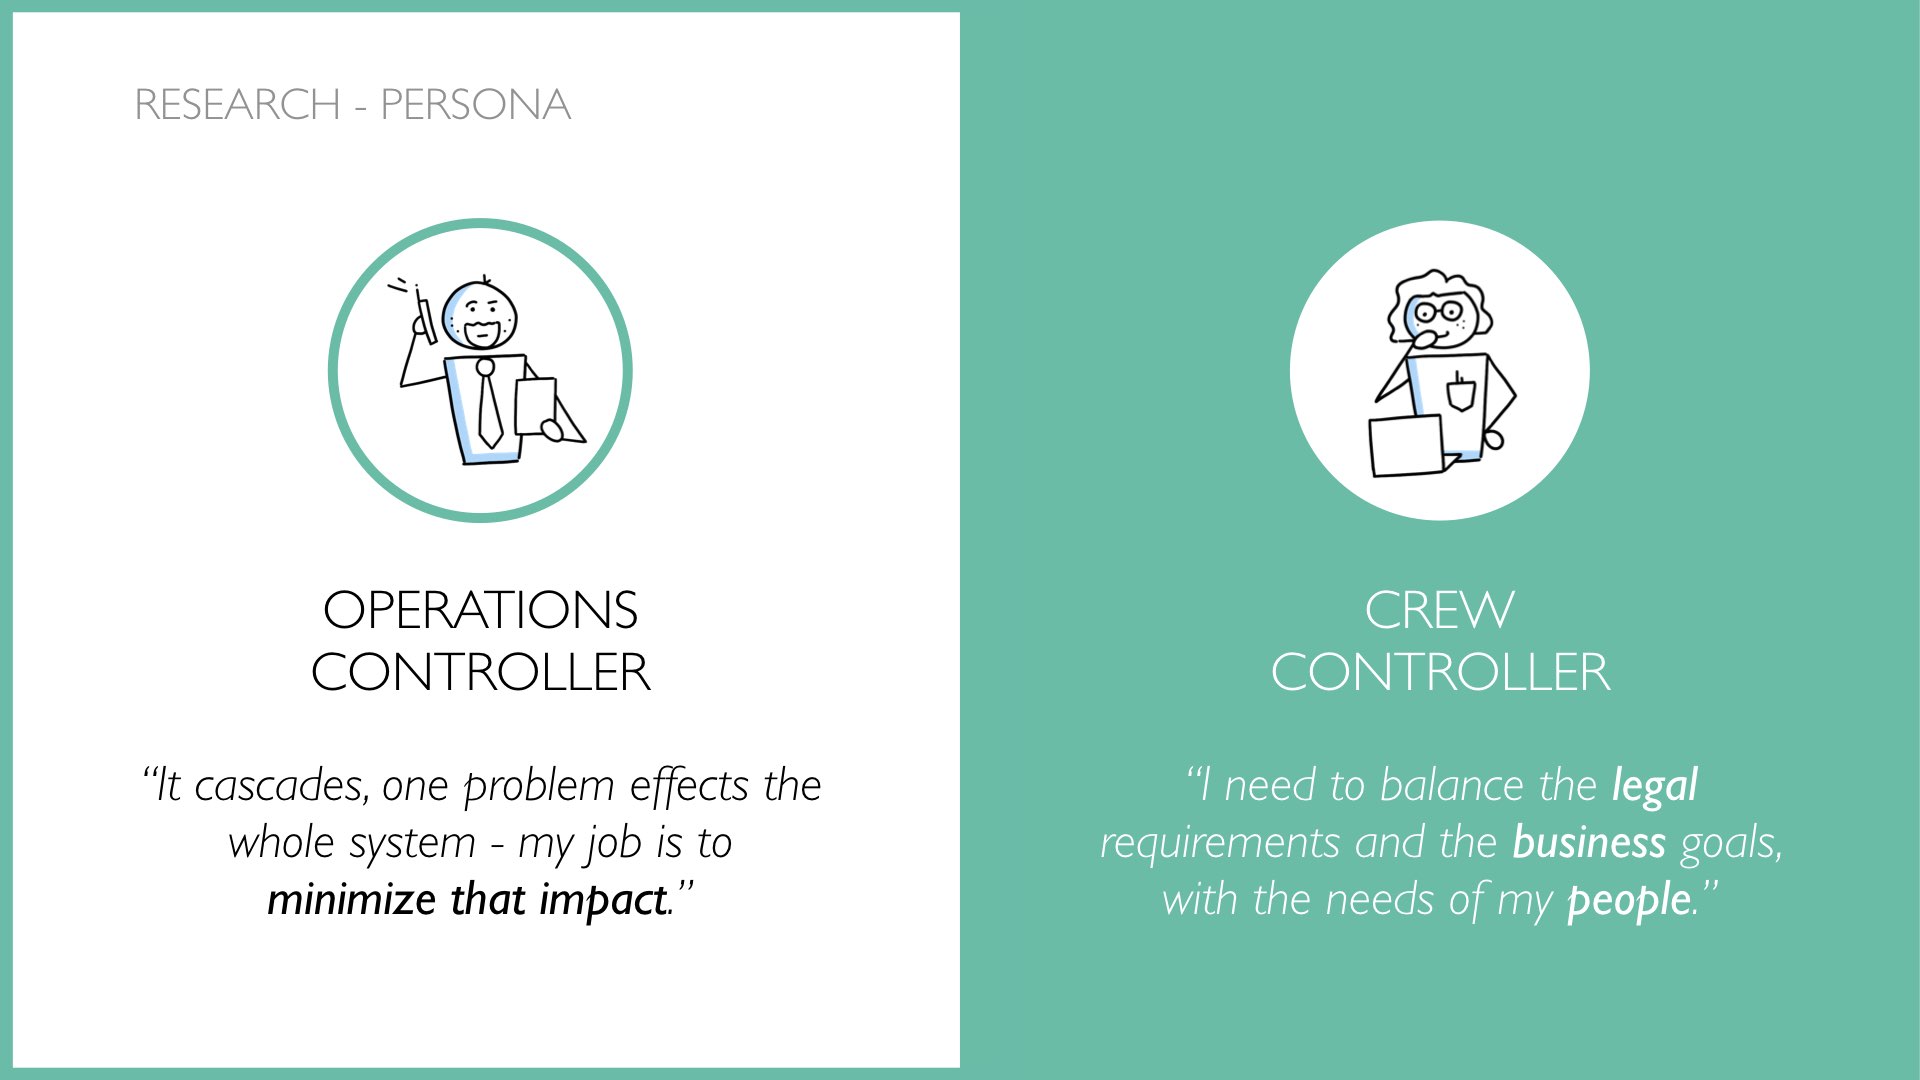 RESEARCH - PERSONA
OPERATIONS
CONTROLLER
“It cascades, one problem effects the
whole system - my job is to
minimize that impact.”
CREW
CONTROLLER
“I need to balance the legal
requirements and the business goals,
with the needs of my people.”